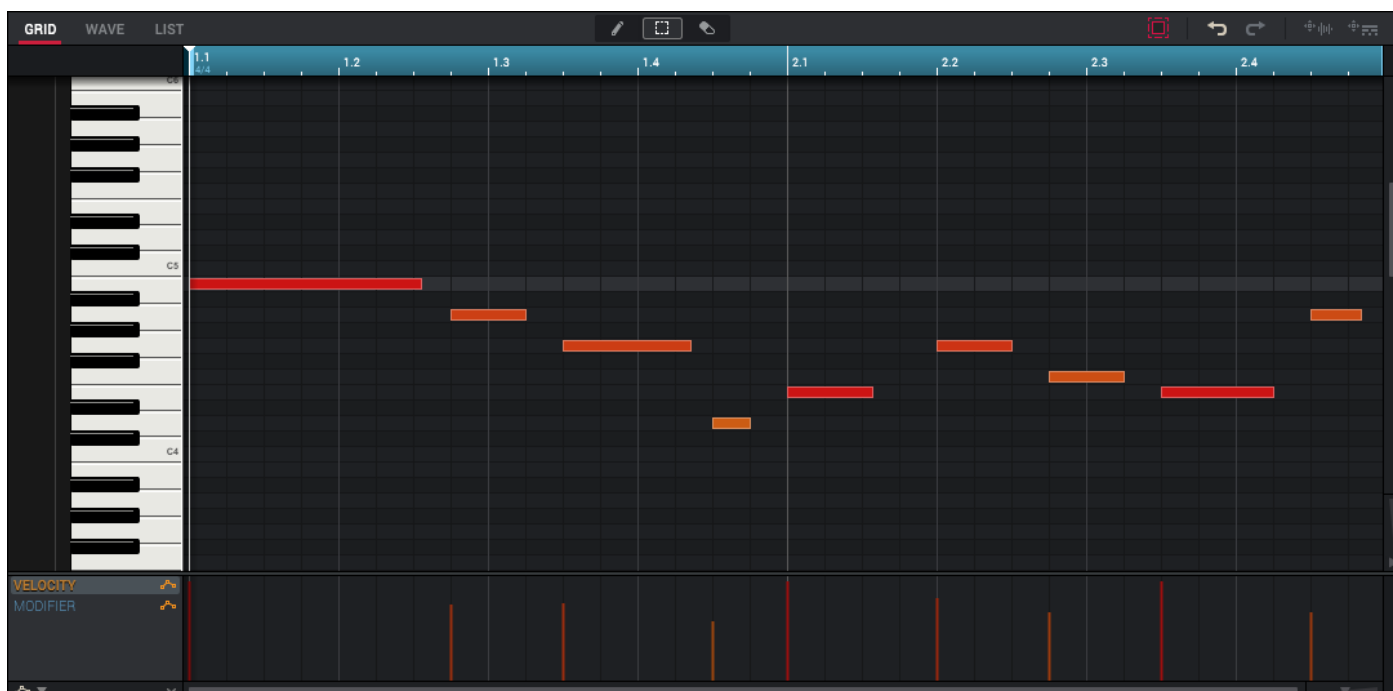 GRID WAVE LIST
1.1 1.2 1.3 1.4 2.1 2.2 2.3 2.4
4/4
C6
C5
C4
VELOCITY
MODIFIER